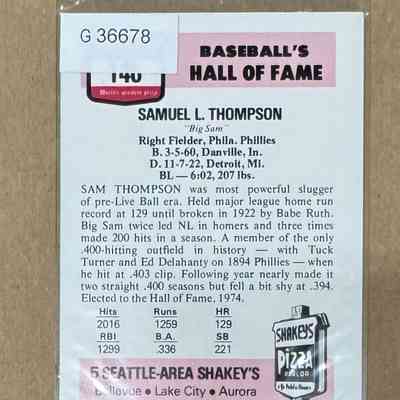 G 36678
140
World's greatest pizza
BASEBALL'S
HALL OF FAME
SAMUEL L. THOMPSON
"Big Sam"
Right Fielder, Phila. Phillies
B. 3-5-60, Danville, In.
D. 11-7-22, Detroit, Mi.
BL — 6:02, 207 lbs.
SAM THOMPSON was most powerful slugger
of pre-Live Ball era. Held major league home run
record at 129 until broken in 1922 by Babe Ruth.
Big Sam twice led NL in homers and three times
made 200 hits in a season. A member of the only
.400-hitting outfield in history — with Tuck
Turner and Ed Delahanty on 1894 Phillies — when
he hit at .403 clip. Following year nearly made it
two straight .400 seasons but fell a bit shy at .394.
Elected to the Hall of Fame, 1974.
Hits Runs HR
2016 1259 129
RBI B.A. SB
1299 .336 221
SHAKEY'S
PIZZA
PARLOR
& Public House
5 SEATTLE-AREA SHAKEY'S
Bellevue • Lake City • Aurora